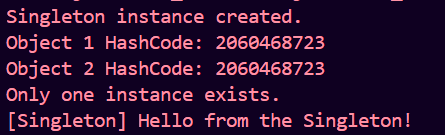 Singleton instance created.
Object 1 HashCode: 2060468723
Object 2 HashCode: 2060468723
Only one instance exists.
[Singleton] Hello from the Singleton!